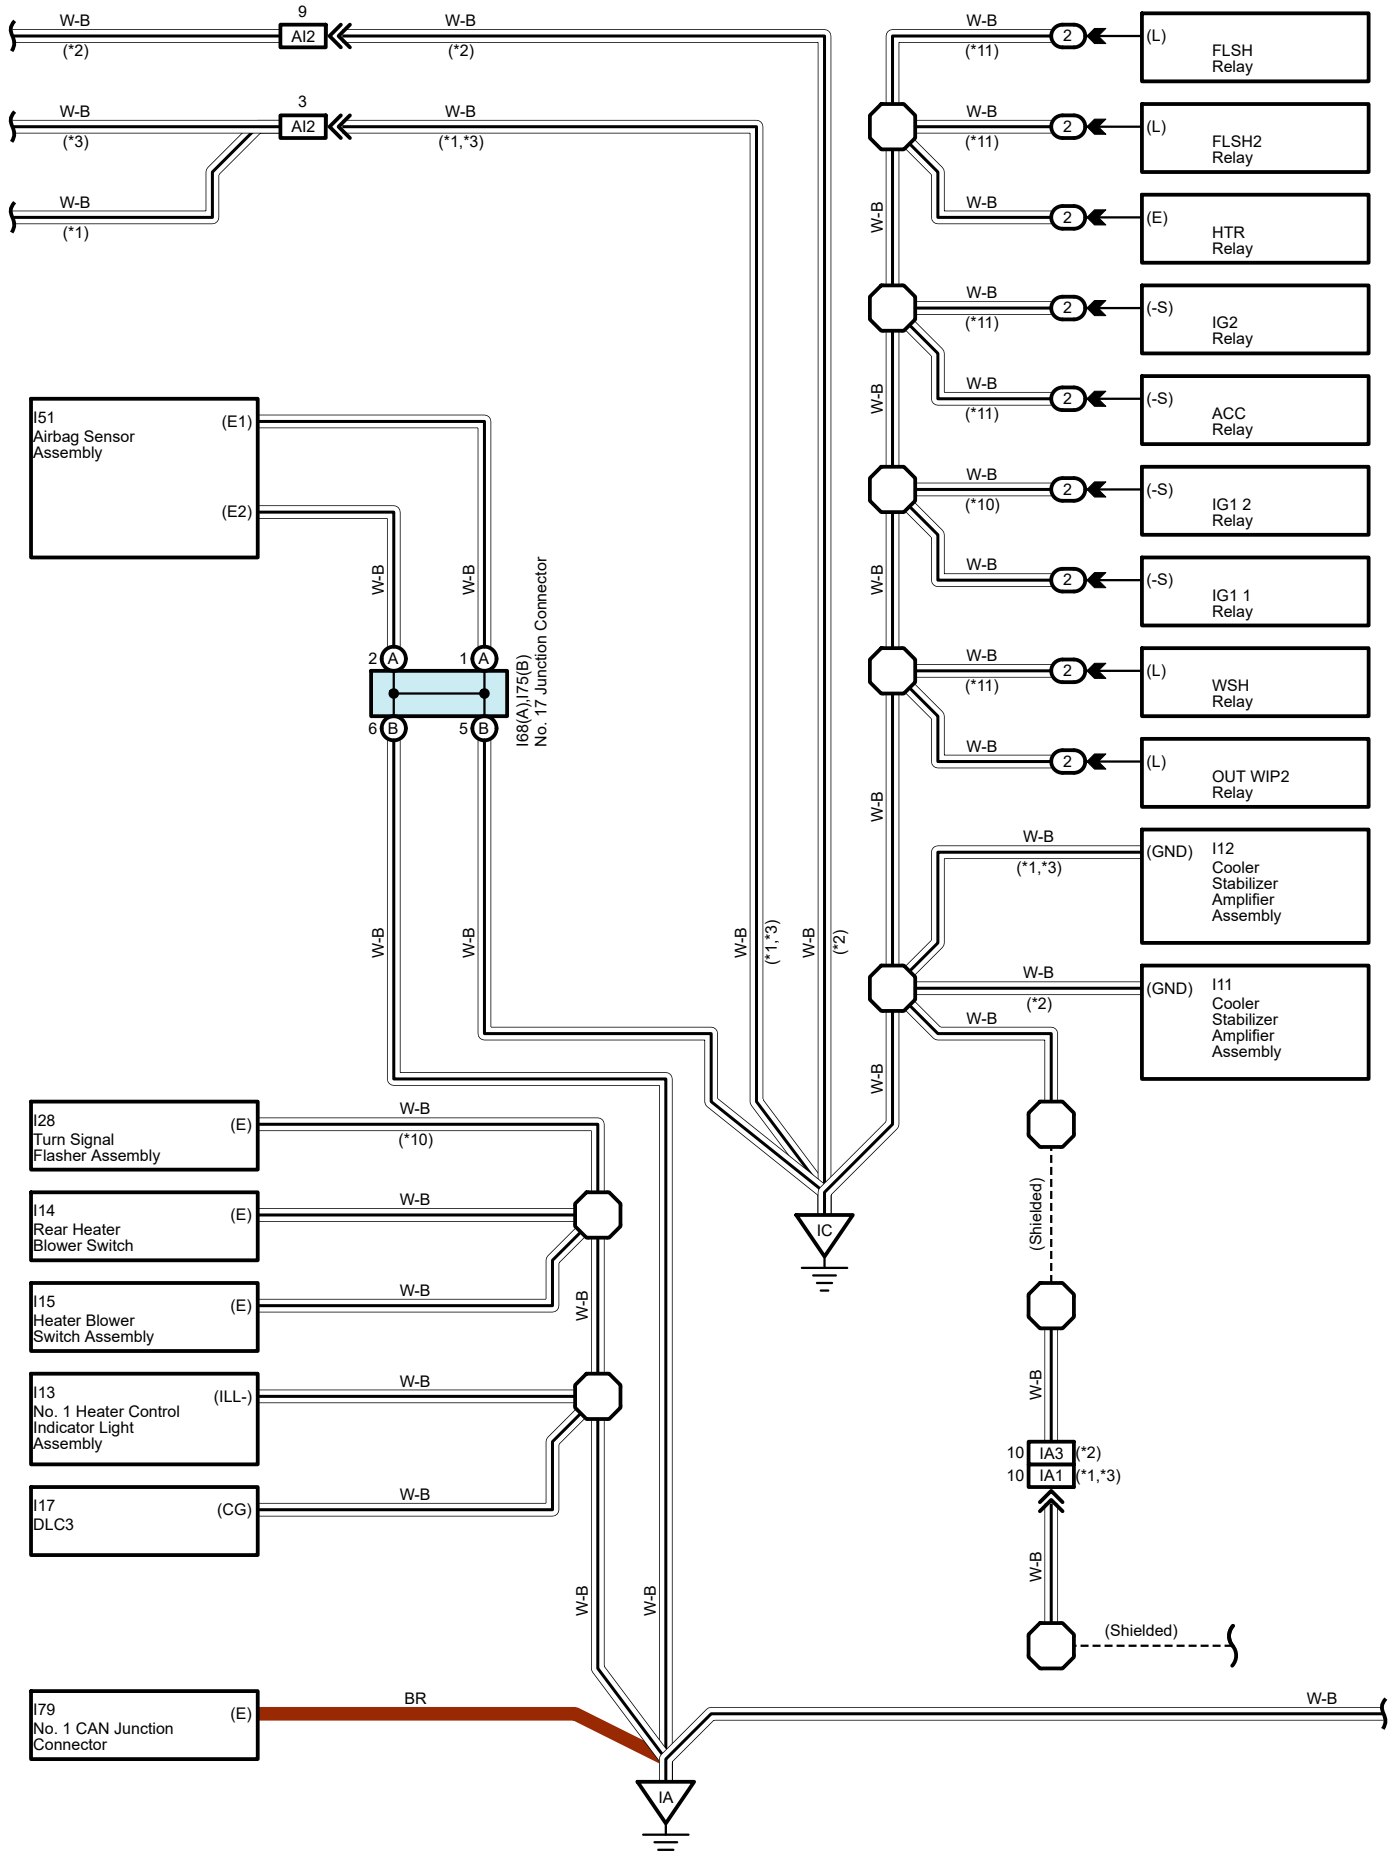 9
W-B
AI2
W-B
(*2)
(*2)
3
W-B
AI2
W-B
(*3)
(*1,*3)
W-B
(*1)
W-B
(*11)
2
(L)
FLSH
Relay
W-B
(*11)
2
(L)
FLSH2
Relay
W-B
2
(E)
HTR
Relay
W-B
W-B
(*11)
2
(-S)
IG2
Relay
W-B
W-B
(*11)
2
(-S)
ACC
Relay
W-B
(*10)
2
(-S)
IG1 2
Relay
W-B
W-B
2
(-S)
IG1 1
Relay
W-B
(*11)
2
(L)
WSH
Relay
W-B
2
(L)
OUT WIP2
Relay
W-B
W-B
(*1,*3)
(GND)
I12
Cooler
Stabilizer
Amplifier
Assembly
W-B
W-B
(*2)
(GND)
I11
Cooler
Stabilizer
Amplifier
Assembly
W-B
W-B
I51
Airbag Sensor
Assembly
(E1)
(E2)
W-B
W-B
2
A
1
A
6
B
5
B
I68(A),I75(B)
No. 17 Junction Connector
W-B
W-B
W-B
(*1,*3)
W-B
(*2)
I28
Turn Signal
Flasher Assembly
(E)
W-B
(*10)
I14
Rear Heater
Blower Switch
(E)
W-B
I15
Heater Blower
Switch Assembly
(E)
W-B
W-B
I13
No. 1 Heater Control
Indicator Light
Assembly
(ILL-)
W-B
I17
DLC3
(CG)
W-B
W-B
W-B
IC
(Shielded)
W-B
10
IA3
(*2)
10
IA1
(*1,*3)
W-B
(Shielded)
I79
No. 1 CAN Junction
Connector
(E)
BR
W-B
IA